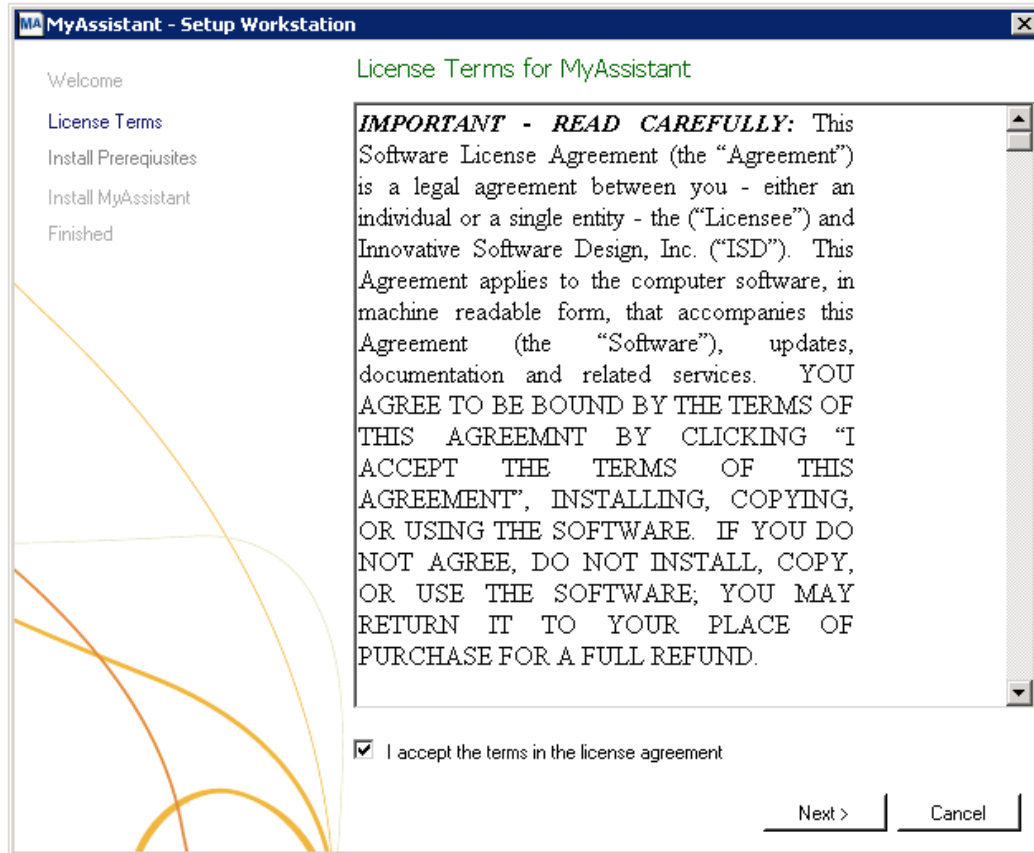 MA MyAssistant - Setup Workstation
Welcome
License Terms
Install Prereqiusites
Install MyAssistant
Finished
License Terms for MyAssistant
IMPORTANT - READ CAREFULLY: This
Software License Agreement (the “Agreement”)
is a legal agreement between you - either an
individual or a single entity - the (“Licensee”) and
Innovative Software Design, Inc. (“ISD”). This
Agreement applies to the computer software, in
machine readable form, that accompanies this
Agreement (the “Software”), updates,
documentation and related services. YOU
AGREE TO BE BOUND BY THE TERMS OF
THIS AGREEMNT BY CLICKING “I
ACCEPT THE TERMS OF THIS
AGREEMENT”, INSTALLING, COPYING,
OR USING THE SOFTWARE. IF YOU DO
NOT AGREE, DO NOT INSTALL, COPY,
OR USE THE SOFTWARE; YOU MAY
RETURN IT TO YOUR PLACE OF
PURCHASE FOR A FULL REFUND.
I accept the terms in the license agreement
Next >
Cancel